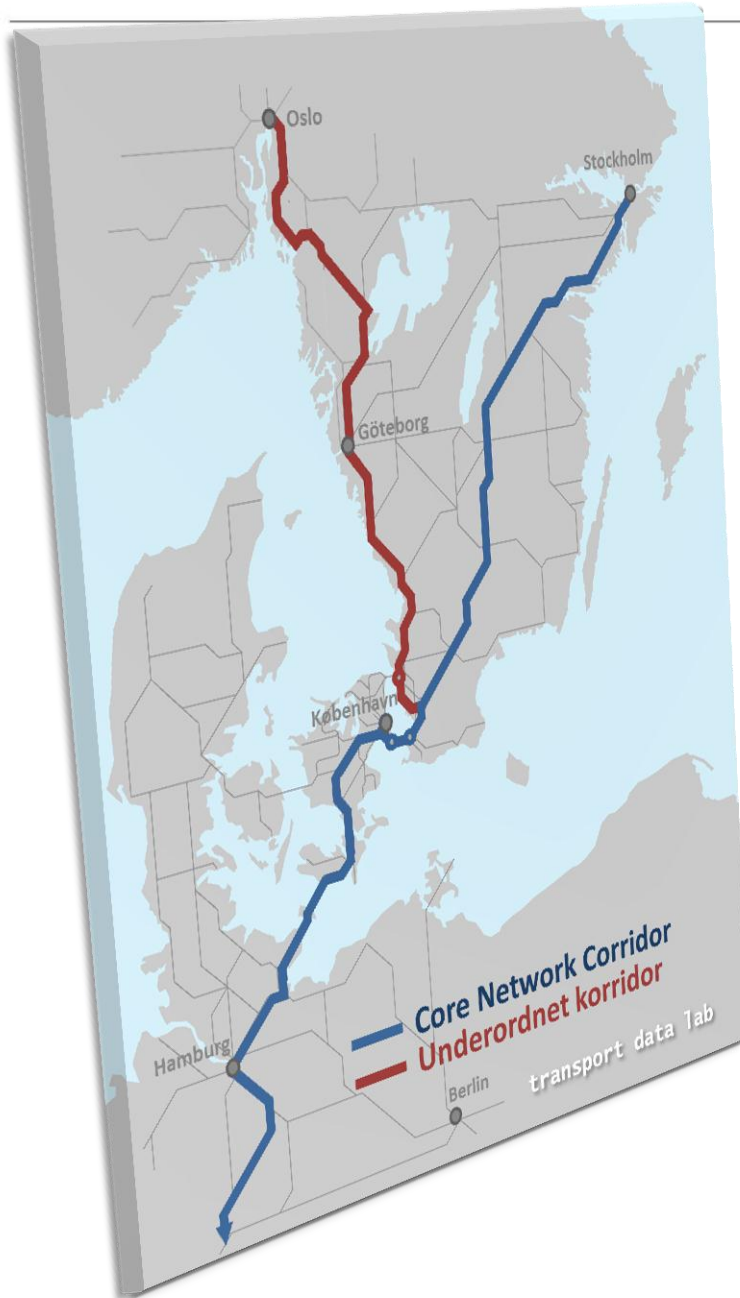 Oslo
Stockholm
Göteborg
København
Core Network Corridor
Underordnet korridor
transport data lab
Hamburg
Berlin